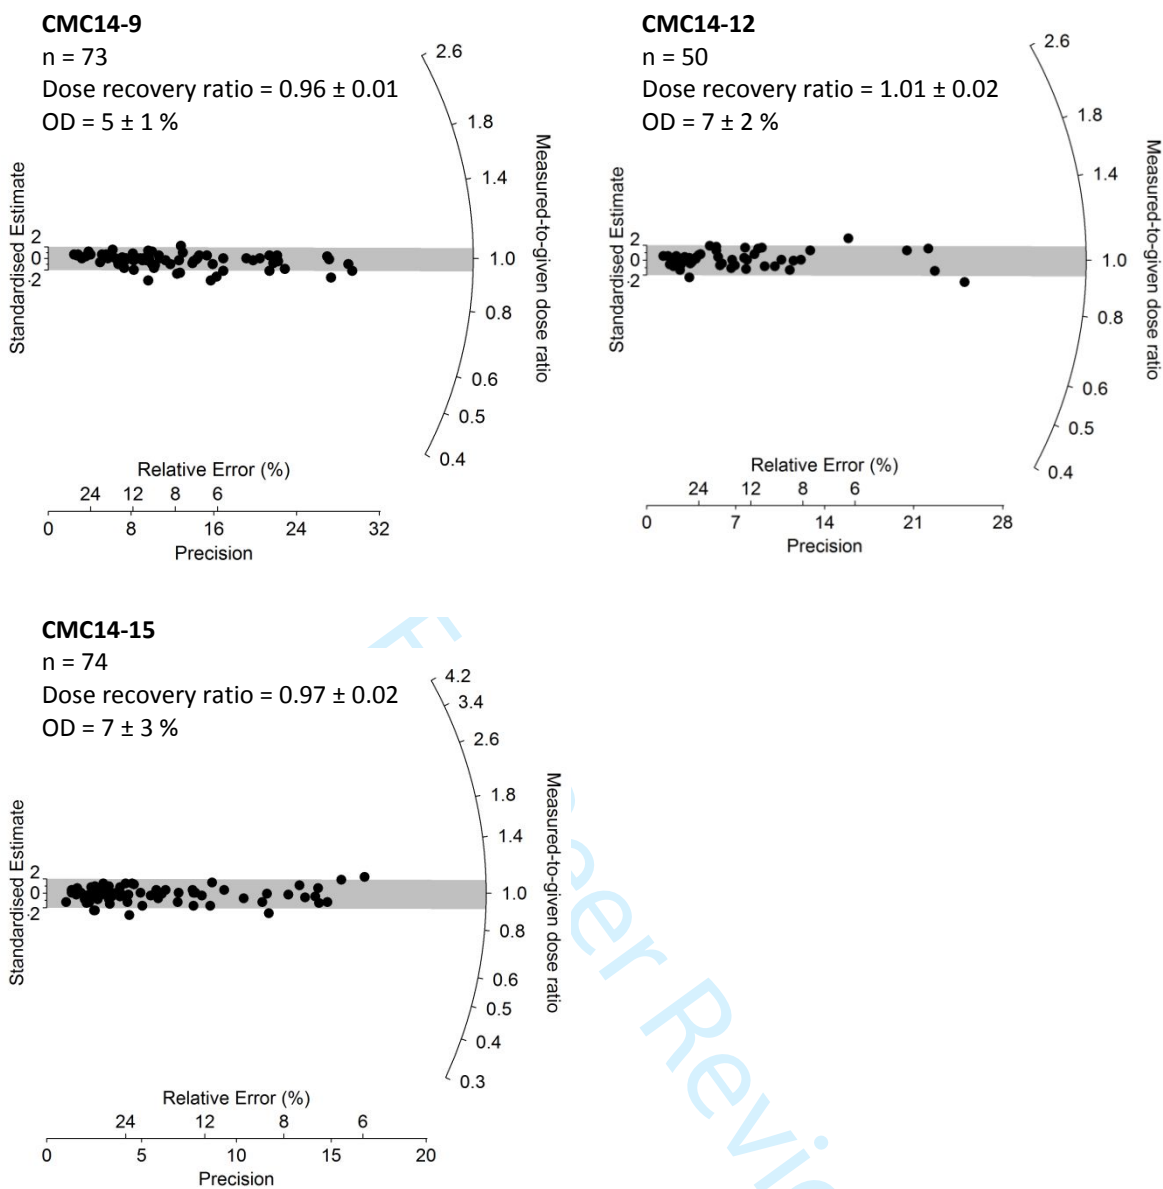 CMC14-9
n = 73
Dose recovery ratio = 0.96 ± 0.01
OD = 5 ± 1 %
2.6
1.8
1.4
1.0
0.8
0.6
0.5
0.4
Measured-to-given dose ratio
Standardised Estimate
2
0
-2
Relative Error (%)
24 12 8 6
0 8 16 24 32
Precision
CMC14-12
n = 50
Dose recovery ratio = 1.01 ± 0.02
OD = 7 ± 2 %
2.6
1.8
1.4
1.0
0.8
0.6
0.5
0.4
Measured-to-given dose ratio
Standardised Estimate
2
0
-2
Relative Error (%)
24 12 8 6
0 7 14 21 28
Precision
CMC14-15
n = 74
Dose recovery ratio = 0.97 ± 0.02
OD = 7 ± 3 %
4.2
3.4
2.6
1.8
1.4
1.0
0.8
0.6
0.5
0.4
0.3
Measured-to-given dose ratio
Standardised Estimate
2
0
-2
Relative Error (%)
24 12 8 6
0 5 10 15 20
Precision